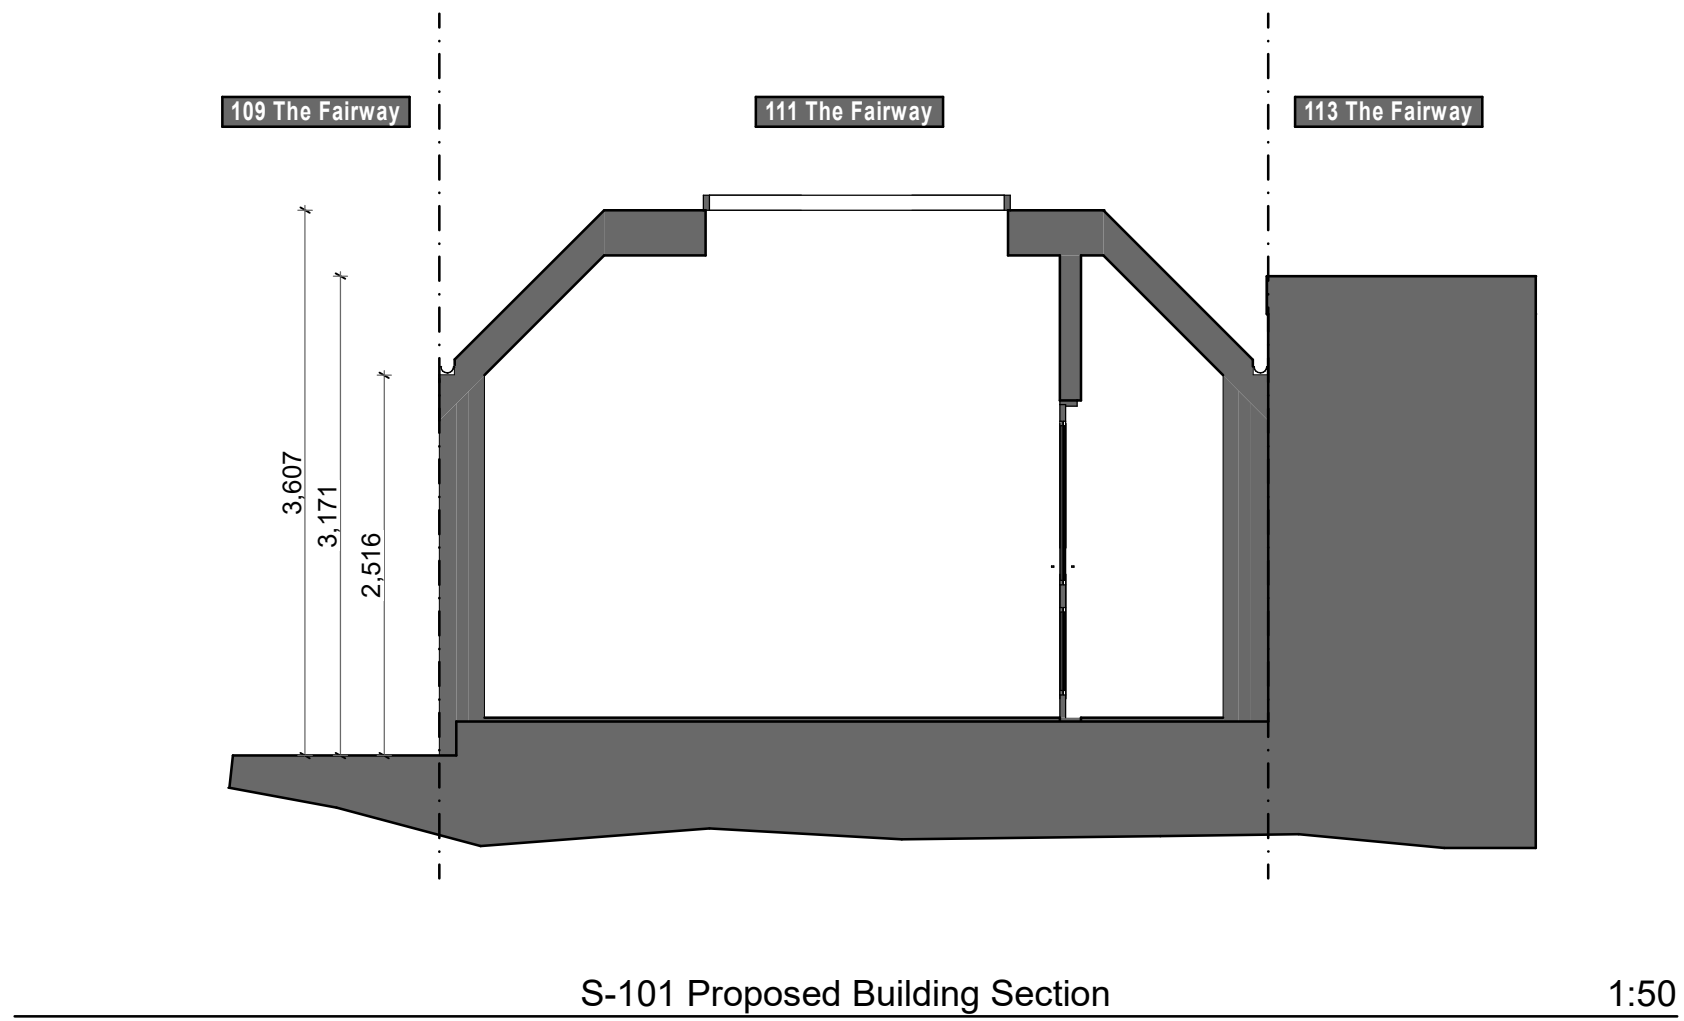 109 The Fairway
111 The Fairway
113 The Fairway
3,607
3,171
2,516
S-101 Proposed Building Section
1:50